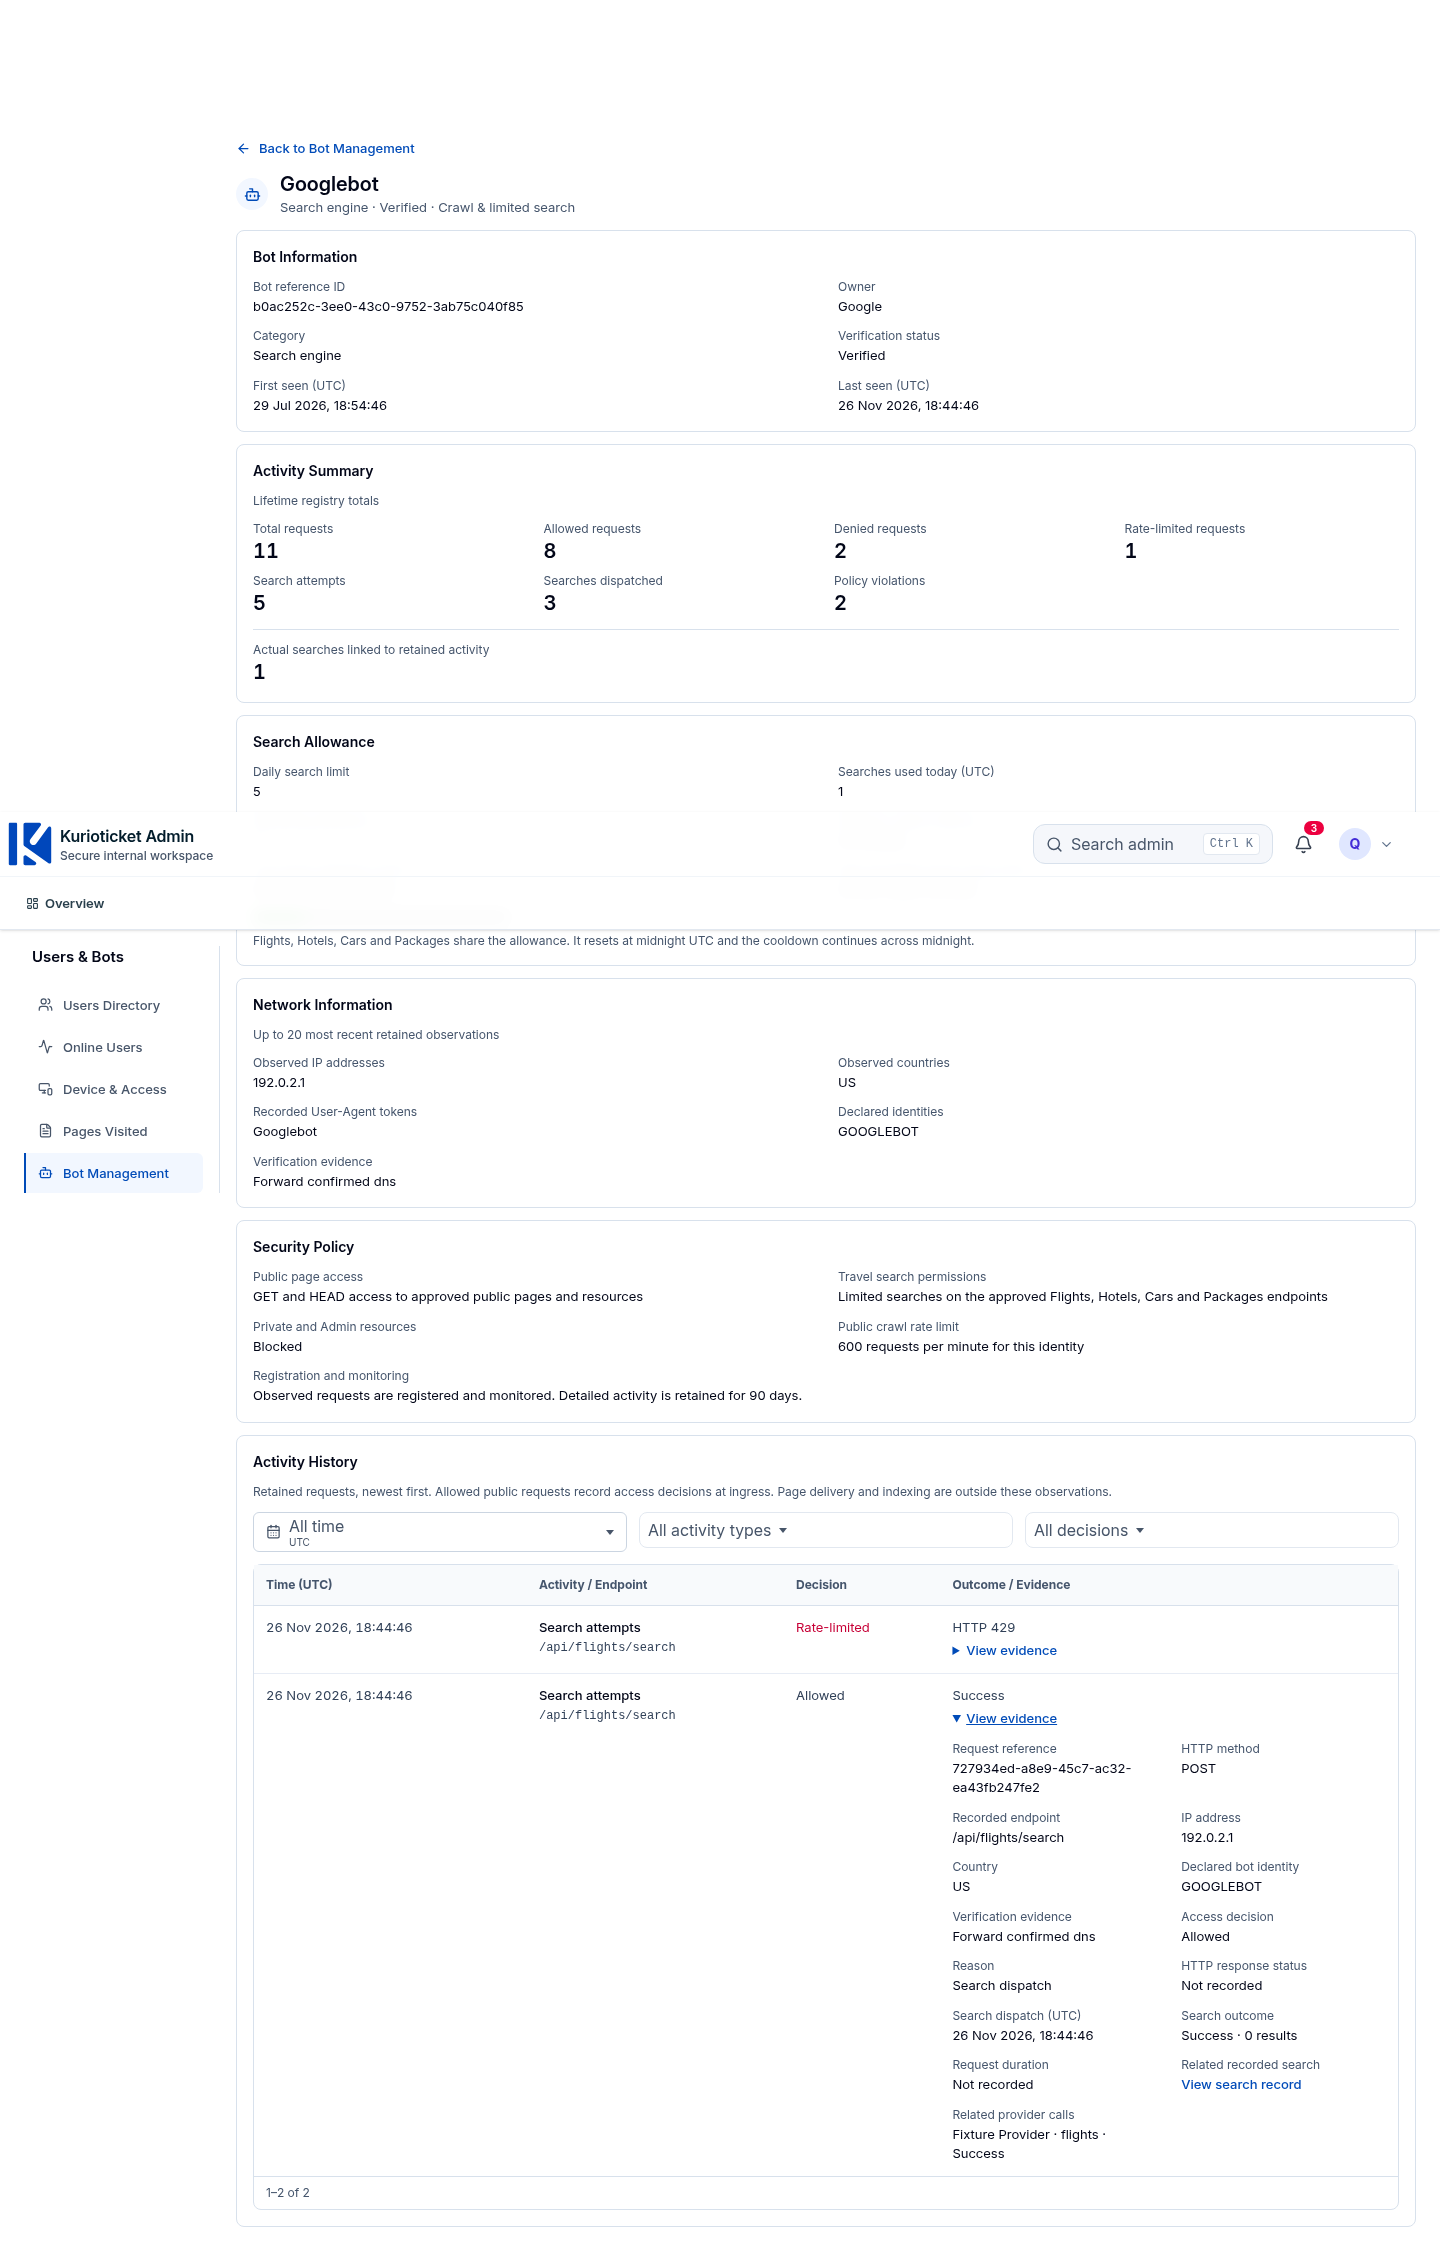 Back to Bot Management
Googlebot
Search engine · Verified · Crawl & limited search
Bot Information
Bot reference ID
b0ac252c-3ee0-43c0-9752-3ab75c040f85
Owner
Google
Category
Search engine
Verification status
Verified
First seen (UTC)
29 Jul 2026, 18:54:46
Last seen (UTC)
26 Nov 2026, 18:44:46
Activity Summary
Lifetime registry totals
Total requests
11
Allowed requests
8
Denied requests
2
Rate-limited requests
1
Search attempts
5
Searches dispatched
3
Policy violations
2
Actual searches linked to retained activity
1
Search Allowance
Daily search limit
5
Searches used today (UTC)
1
Kurioticket Admin
Secure internal workspace
Search admin
Ctrl K
3
Q
Overview
Flights, Hotels, Cars and Packages share the allowance. It resets at midnight UTC and the cooldown continues across midnight.
Users & Bots
Users Directory
Online Users
Device & Access
Pages Visited
Bot Management
Network Information
Up to 20 most recent retained observations
Observed IP addresses
192.0.2.1
Observed countries
US
Recorded User-Agent tokens
Googlebot
Declared identities
GOOGLEBOT
Verification evidence
Forward confirmed dns
Security Policy
Public page access
GET and HEAD access to approved public pages and resources
Travel search permissions
Limited searches on the approved Flights, Hotels, Cars and Packages endpoints
Private and Admin resources
Blocked
Public crawl rate limit
600 requests per minute for this identity
Registration and monitoring
Observed requests are registered and monitored. Detailed activity is retained for 90 days.
Activity History
Retained requests, newest first. Allowed public requests record access decisions at ingress. Page delivery and indexing are outside these observations.
All time
UTC
All activity types
All decisions
Time (UTC)
Activity / Endpoint
Decision
Outcome / Evidence
26 Nov 2026, 18:44:46
Search attempts
/api/flights/search
Rate-limited
HTTP 429
View evidence
26 Nov 2026, 18:44:46
Search attempts
/api/flights/search
Allowed
Success
View evidence
Request reference
727934ed-a8e9-45c7-ac32-
ea43fb247fe2
HTTP method
POST
Recorded endpoint
/api/flights/search
IP address
192.0.2.1
Country
US
Declared bot identity
GOOGLEBOT
Verification evidence
Forward confirmed dns
Access decision
Allowed
Reason
Search dispatch
HTTP response status
Not recorded
Search dispatch (UTC)
26 Nov 2026, 18:44:46
Search outcome
Success · 0 results
Request duration
Not recorded
Related recorded search
View search record
Related provider calls
Fixture Provider · flights ·
Success
1–2 of 2